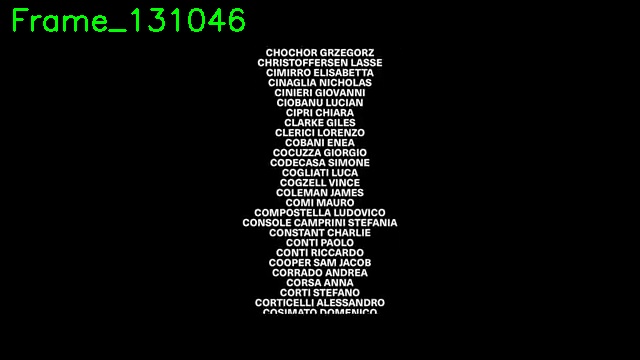 Frame_131046
CHOCHOR GRZEGORZ
CHRISTOFFERSEN LASSE
CIMIRRO ELISABETTA
CINAGLIA NICHOLAS
CINIERI GIOVANNI
CIOBANU LUCIAN
CIPRI CHIARA
CLARKE GILES
CLERICI LORENZO
COBANI ENEA
COCUZZA GIORGIO
CODECASA SIMONE
COGLIATI LUCA
COGZELL VINCE
COLEMAN JAMES
COMI MAURO
COMPOSTELLA LUDOVICO
CONSOLE CAMPRINI STEFANIA
CONSTANT CHARLIE
CONTI PAOLO
CONTI RICCARDO
COOPER SAM JACOB
CORRADO ANDREA
CORSA ANNA
CORTI STEFANO
CORTICELLI ALESSANDRO
COSIMATO DOMENICO